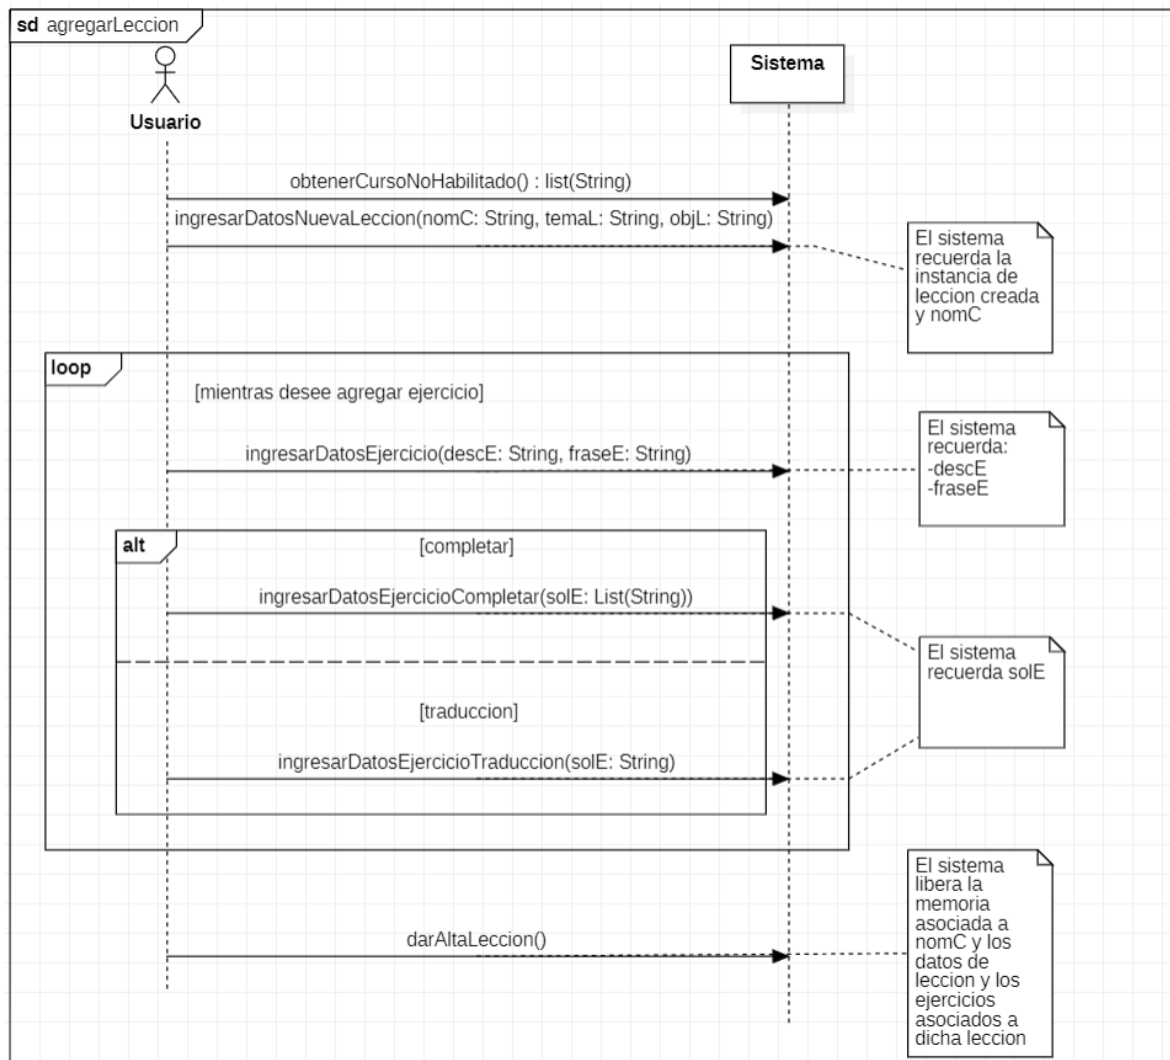 sd agregarLeccion
Sistema
Usuario
obtenerCursoNoHabilitado() : list(String)
ingresarDatosNuevaLeccion(nomC: String, temaL: String, objL: String)
El sistema
recuerda la
instancia de
leccion creada
y nomC
loop
[mientras desee agregar ejercicio]
ingresarDatosEjercicio(descE: String, fraseE: String)
El sistema
recuerda:
-descE
-fraseE
alt
[completar]
ingresarDatosEjercicioCompletar(solE: List(String))
El sistema
recuerda solE
[traduccion]
ingresarDatosEjercicioTraduccion(solE: String)
darAltaLeccion()
El sistema
libera la
memoria
asociada a
nomC y los
datos de
leccion y los
ejercicios
asociados a
dicha leccion